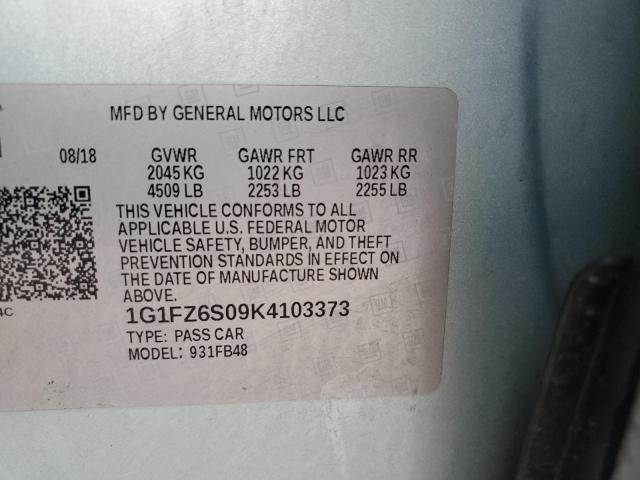 MFD BY GENERAL MOTORS LLC
08/18 GVWR GAWR FRT GAWR RR
2045 KG 1022 KG 1023 KG
4509 LB 2253 LB 2255 LB
THIS VEHICLE CONFORMS TO ALL
APPLICABLE U.S. FEDERAL MOTOR
VEHICLE SAFETY, BUMPER, AND THEFT
PREVENTION STANDARDS IN EFFECT ON
THE DATE OF MANUFACTURE SHOWN
ABOVE.
1G1FZ6S09K4103373
TYPE: PASS CAR
MODEL: 931FB48